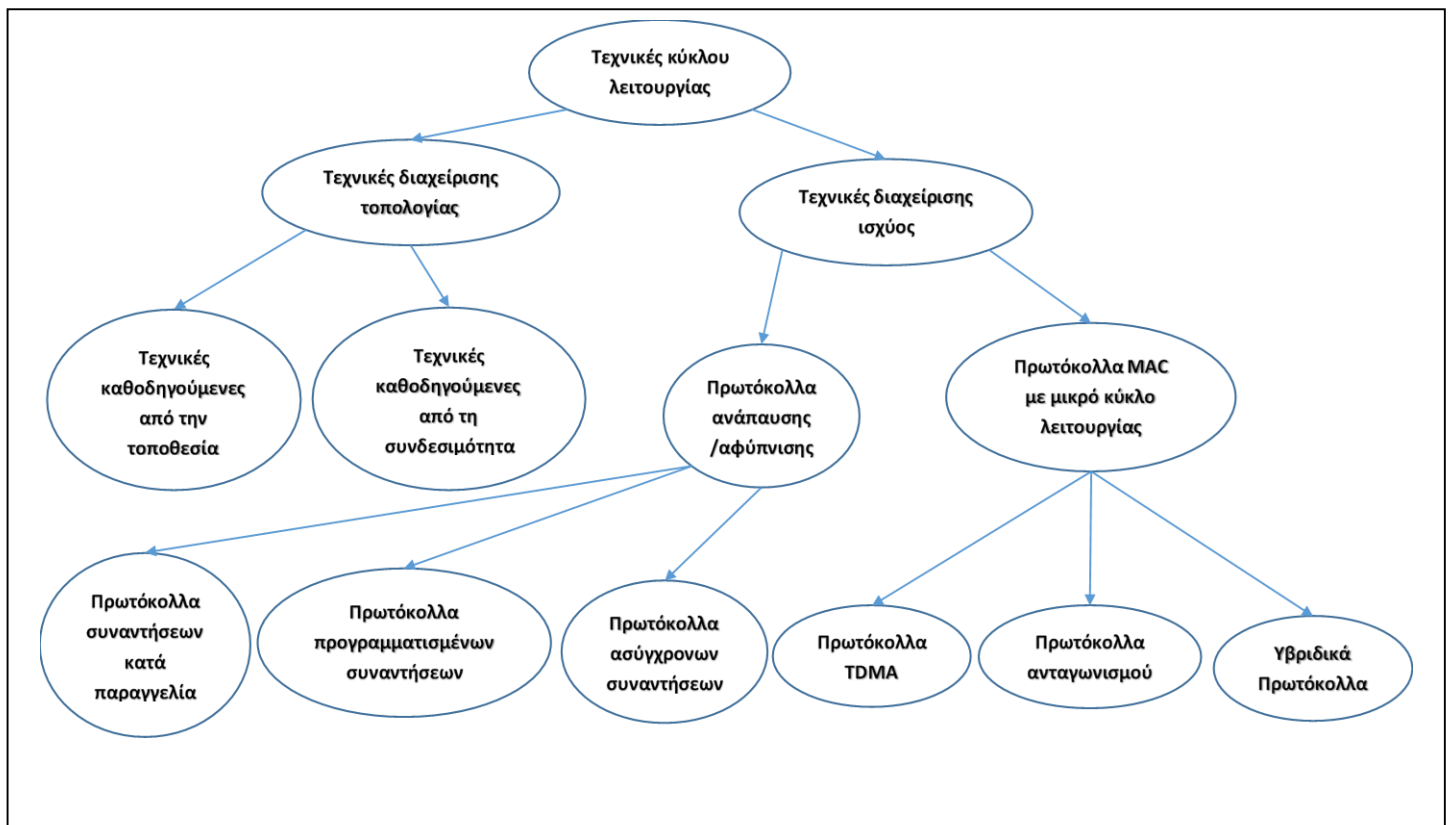 Τεχνικές κύκλου
λειτουργίας
Τεχνικές διαχείρισης
τοπολογίας
Τεχνικές διαχείρισης
ισχύος
Τεχνικές
καθοδηγούμενες
από την
τοποθεσία
Τεχνικές
καθοδηγούμενες
από τη
συνδεσιμότητα
Πρωτόκολλα
ανάπαυσης
/αφύπνισης
Πρωτόκολλα MAC
με μικρό κύκλο
λειτουργίας
Πρωτόκολλα
συναντήσεων
κατά
παραγγελία
Πρωτόκολλα
προγραμματισμένων
συναντήσεων
Πρωτόκολλα
ασύγχρονων
συναντήσεων
Πρωτόκολλα
TDMA
Πρωτόκολλα
ανταγωνισμού
Υβριδικά
Πρωτόκολλα